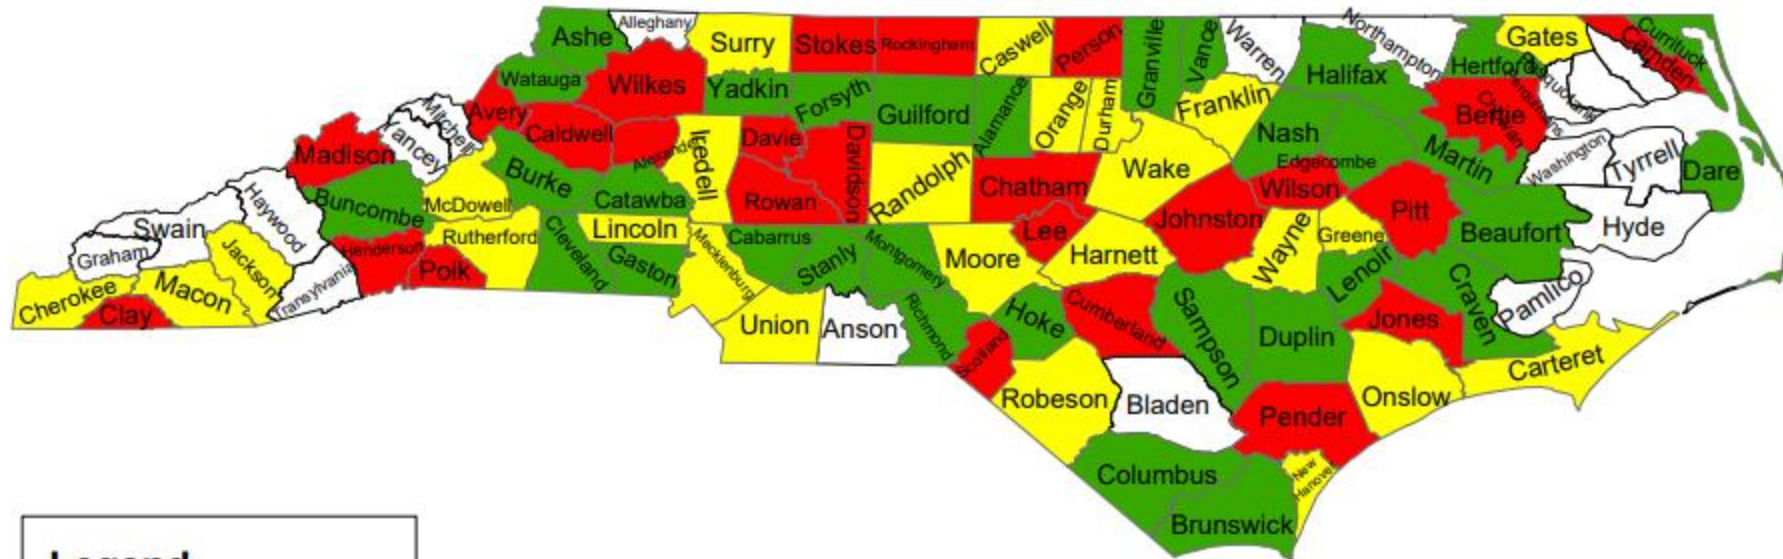 Ashe
Alleghany
Surry
Stokes
Rockingham
Caswell
Person
Granville
Vance
Warren
Northampton
Hertford
Gates
Camden
Currituck
Pasquotank
Perquimans
Chowan
Watauga
Wilkes
Yadkin
Forsyth
Guilford
Alamance
Orange
Durham
Franklin
Halifax
Bertie
Avery
Mitchell
Yancey
Caldwell
Alexander
Iredell
Davie
Davidson
Randolph
Chatham
Wake
Nash
Edgecombe
Martin
Washington
Tyrrell
Dare
Madison
Buncombe
McDowell
Burke
Catawba
Rowan
Wilson
Johnston
Pitt
Beaufort
Hyde
Swain
Haywood
Graham
Jackson
Henderson
Polk
Rutherford
Cleveland
Lincoln
Gaston
Mecklenburg
Cabarrus
Stanly
Montgomery
Moore
Lee
Harnett
Wayne
Greene
Lenoir
Craven
Pamlico
Cherokee
Clay
Macon
Transylvania
Union
Anson
Richmond
Scotland
Hoke
Cumberland
Sampson
Duplin
Jones
Onslow
Carteret
Robeson
Bladen
Pender
Columbus
Brunswick
New
Hanover
Legend